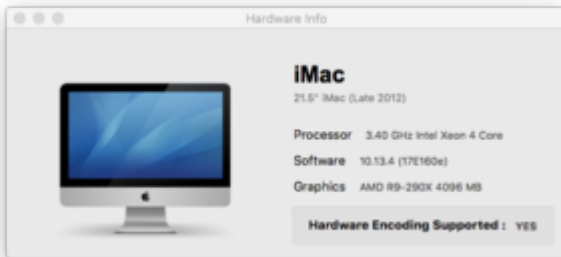 Hardware Info
iMac
21.5" iMac (Late 2012)
Processor 3.40 GHz Intel Xeon 4 Core
Software 10.13.4 (17E160e)
Graphics AMD R9-290X 4096 MB
Hardware Encoding Supported : YES